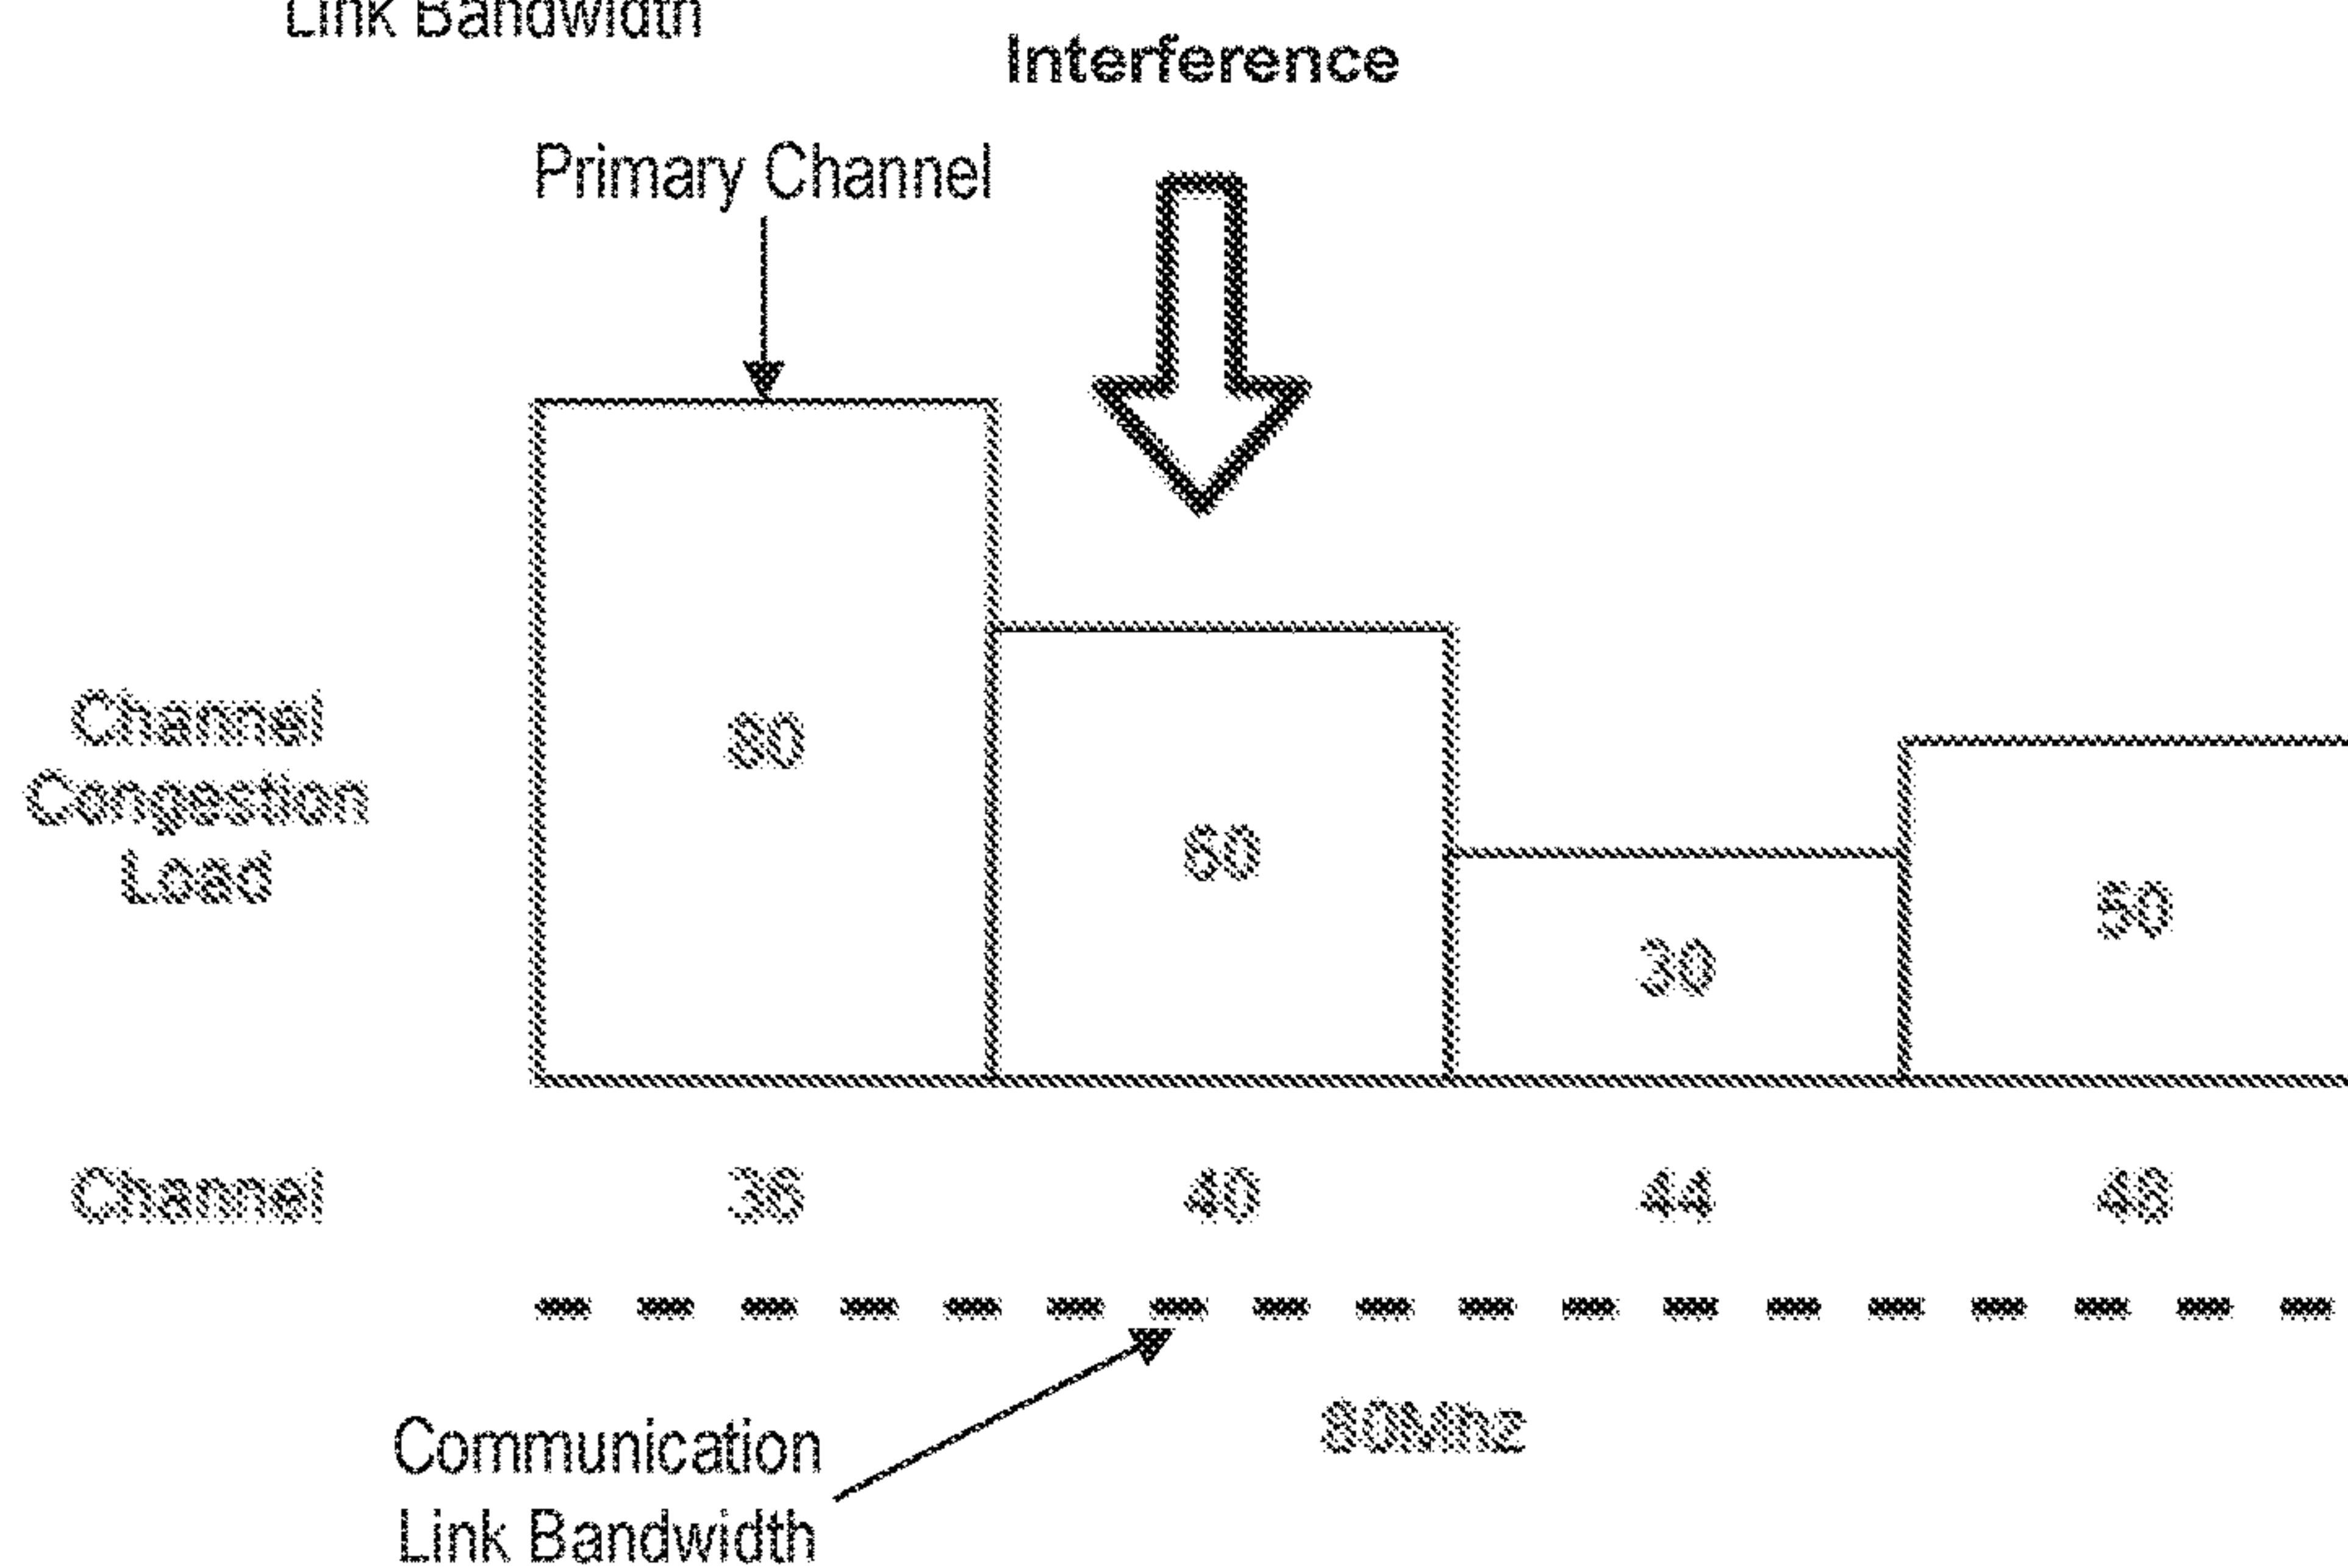 Link Bandwidth
Interference
Primary Channel
Channel
Congestion
Load
80
60
30
50
Channel 36 40 44 48
Communication
Link Bandwidth
80Mhz